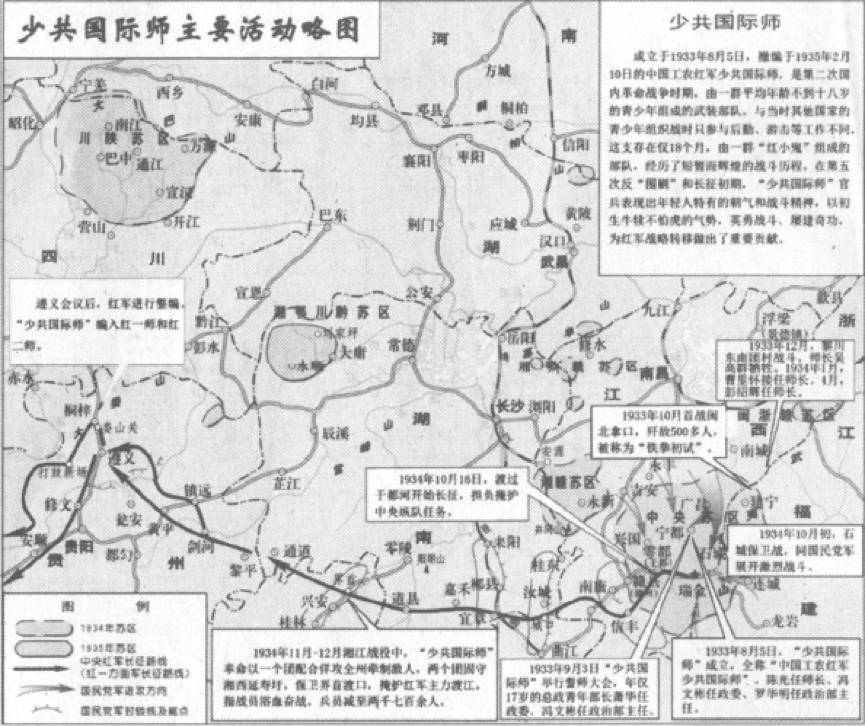 少共国际师主要活动略图
少共国际师
成立于1933年8月5日，撤编于1935年2月
10日的中国工农红军少共国际师，是第二次国
内革命战争时期，由一群平均年龄不到十八岁
的青少年组成的武装部队。与当时其他国家的
青少年组织战时只参与后勤、游击等工作不同，
这支存在仅18个月，由一群“红小鬼”组成的
部队，经历了短暂而辉煌的战斗历程，在第五
次反“围剿”和长征初期，“少共国际师”官
兵表现出年轻人特有的朝气和战斗精神，以初
生牛犊不怕虎的气势，英勇战斗、屡建奇功，
为红军战略转移做出了重要贡献。
河
南
宁羌
西乡
白河
方城
邓县
桐柏
昭化
大
巴
山
南江
川陕苏区
巴中
通江
万源
安康
均县
襄阳
枣阳
信阳
宣汉
营山
开江
巴东
荆门
应城
黄陂
汉口
武昌
湖
四
川
遵义会议后，红军进行整编，
“少共国际师”编入红一师和红
二师。
宣恩
公安
黔江
彭水
湘鄂川黔苏区
永顺
大庸
常德
岳阳
修水
九江
浮梁
(景德镇)
歙县
浙
江
湘鄂赣苏区
南昌
江
西
闽浙赣苏区
1933年12月，黎川
东南团村战斗，师长吴
高群牺牲。1934年1月，
曹里怀接任师长。4月，
彭绍辉任师长。
1933年10月首战闽
北拿口，歼敌500多人，
被称为“铁拳初试”。
赤水
桐梓
娄山关
遵义
打鼓新场
修文
瓮安
黄平
镇远
安顺
贵阳
都匀
剑河
贵
州
黎平
辰溪
芷江
湖
南
长沙
浏阳
安源
湘赣苏区
永新
吉安
永丰
广昌
南城
建宁
中央苏区
兴国
宁都
石城
瑞金
连城
龙岩
福
建
1934年10月16日，渡过
于都河开始长征，担负掩护
中央纵队任务。
1934年10月初，石
城保卫战，同国民党军
展开激烈战斗。
通道
零陵
耒阳
桂东
兴安
桂林
道县
嘉禾
郴县
汝城
宜章
南康
信丰
曲江
图 例
1934年苏区
1935年苏区
中央红军长征路线
(红一方面军长征路线)
国民党军进攻方向
国民党军封锁线及据点
1934年11月-12月湘江战役中，“少共国际师”
革命以一个团配合佯攻全州牵制敌人，两个团固守
湘西延寿圩，保卫界首渡口，掩护红军主力渡江，
指战员浴血奋战，兵员减至两千七百余人。
1933年9月3日“少共国
际师”举行誓师大会，年仅
17岁的总政青年部长萧华任
政委，冯文彬任政治部主任。
1933年8月5日，“少共国际
师”成立，全称“中国工农红军
少共国际师”。陈光任师长、冯
文彬任政委、罗华明任政治部主任。